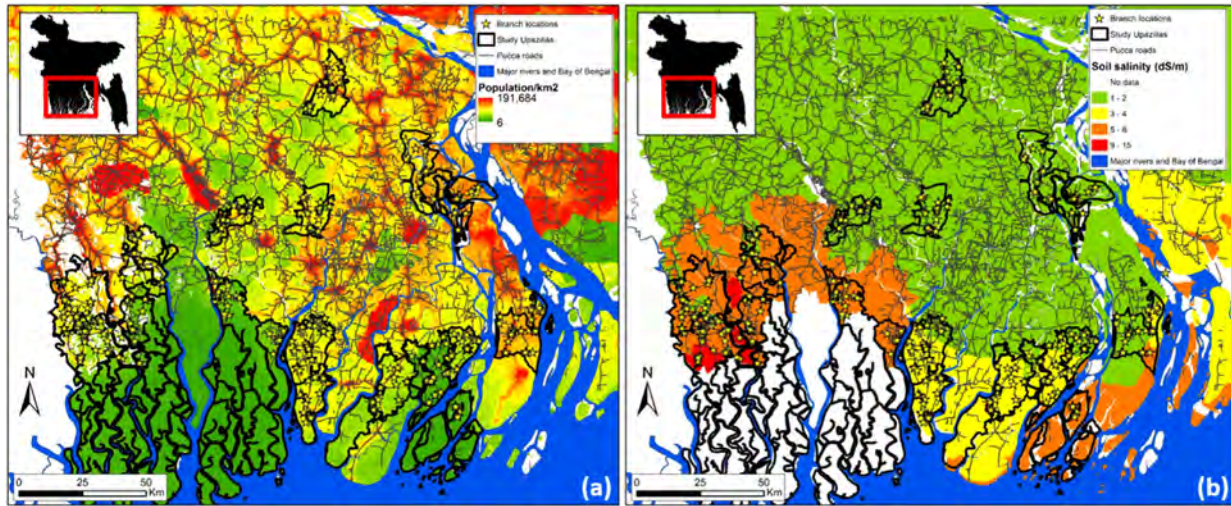 Branch locations
Study Upazillas
Pucca roads
Major rivers and Bay of Bengal
Population/km2
191,684
6
N
0 25 50
Km
(a)
Branch locations
Study Upazillas
Pucca roads
Soil salinity (dS/m)
No data
1 - 2
3 - 4
5 - 6
9 - 15
Major rivers and Bay of Bengal
N
0 25 50
Km
(b)